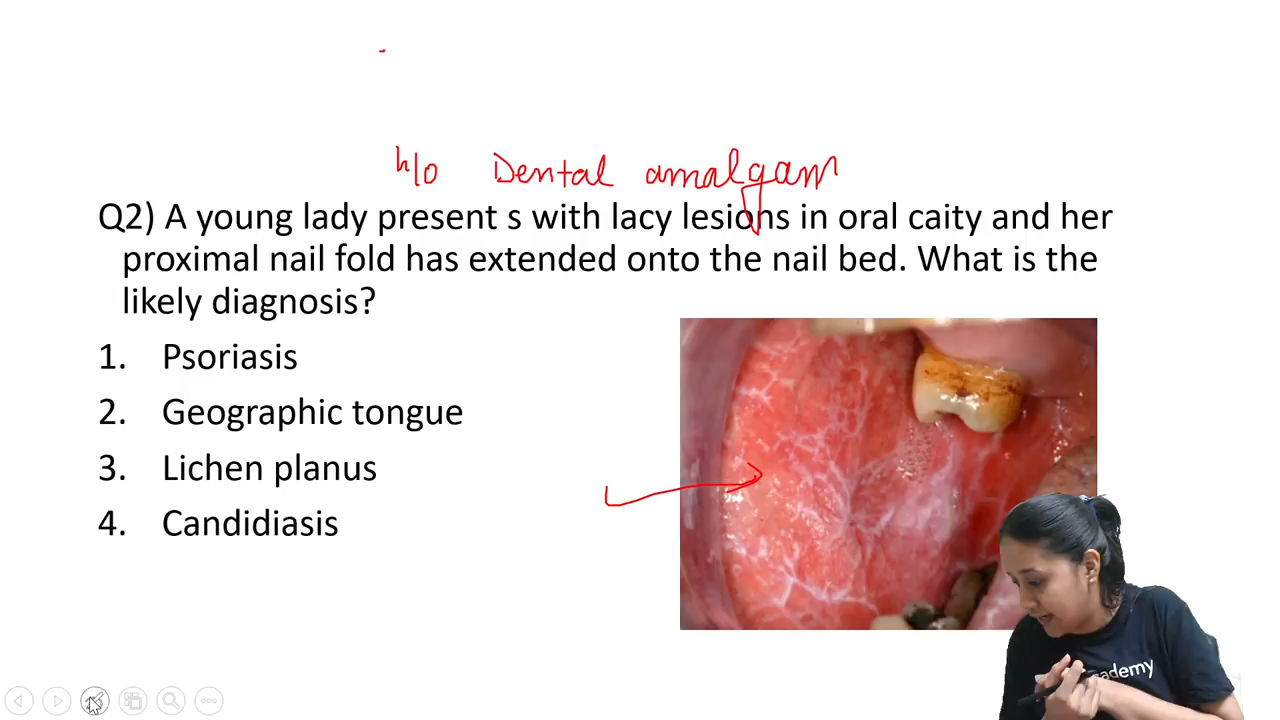 h/o Dental amalgam
Q2) A young lady present s with lacy lesions in oral caity and her
proximal nail fold has extended onto the nail bed. What is the
likely diagnosis?
1. Psoriasis
2. Geographic tongue
3. Lichen planus
4. Candidiasis
ademy